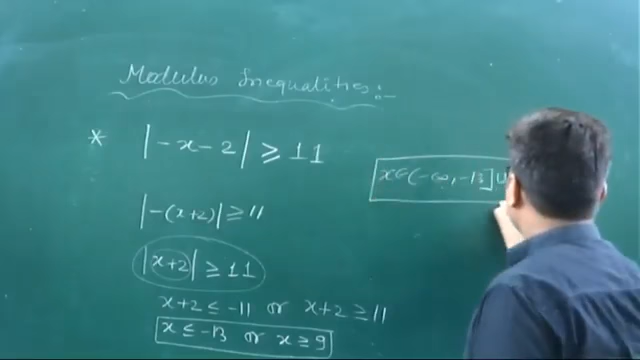 Modulus Inequalities:-
* |-x-2| ≥ 11
|-(x+2)| ≥ 11
|x+2| ≥ 11
x+2 ≤ -11 or x+2 ≥ 11
x ≤ -13 or x ≥ 9
x ∈ (-∞, -13] ∪